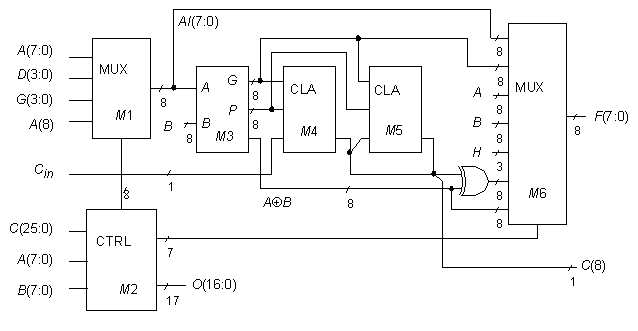 AI(7:0)
A(7:0)
D(3:0)
G(3:0)
A(8)
MUX
M1
8
B
8
A
B
G
P
M3
8
8
CLA
M4
CLA
M5
8
8
A
8
B
8
H
3
8
8
MUX
M6
8
F(7:0)
Cin
1
8
A⊕B
8
C(25:0)
A(7:0)
B(7:0)
CTRL
M2
7
17
O(16:0)
C(8)
1